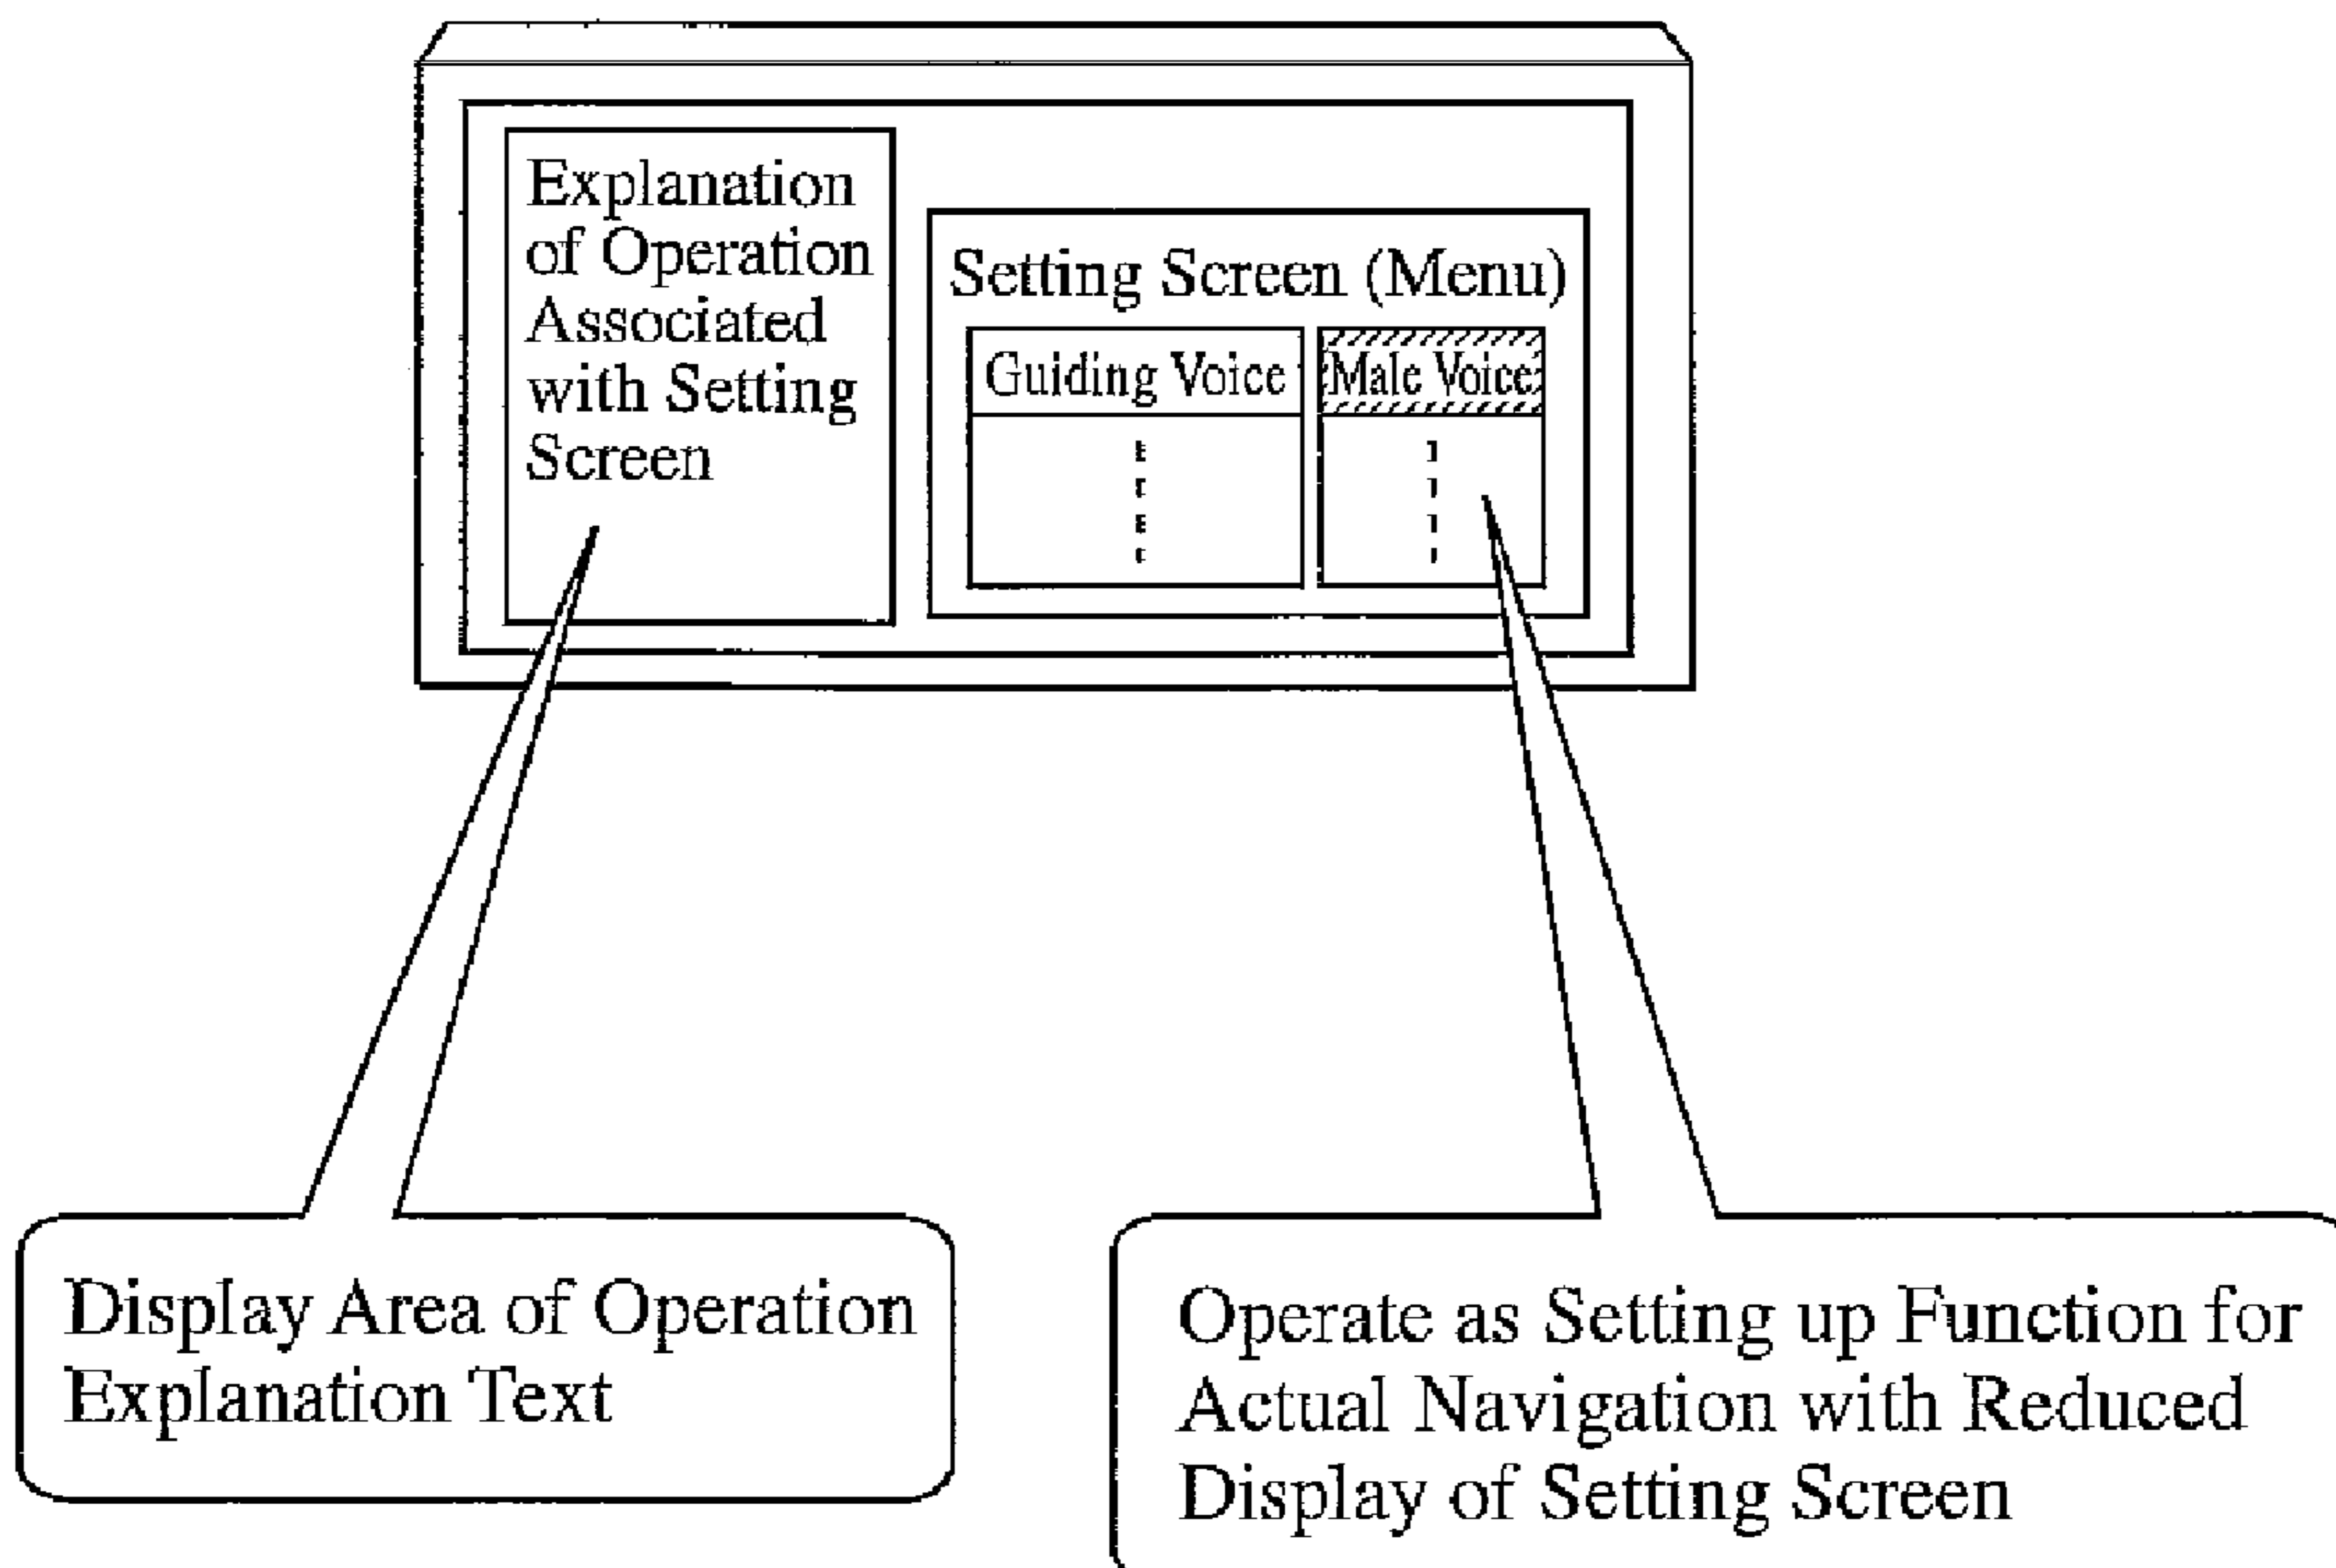 Explanation
of Operation
Associated
with Setting
Screen
Setting Screen (Menu)
Guiding Voice
Male Voice
Display Area of Operation
Explanation Text
Operate as Setting up Function for
Actual Navigation with Reduced
Display of Setting Screen